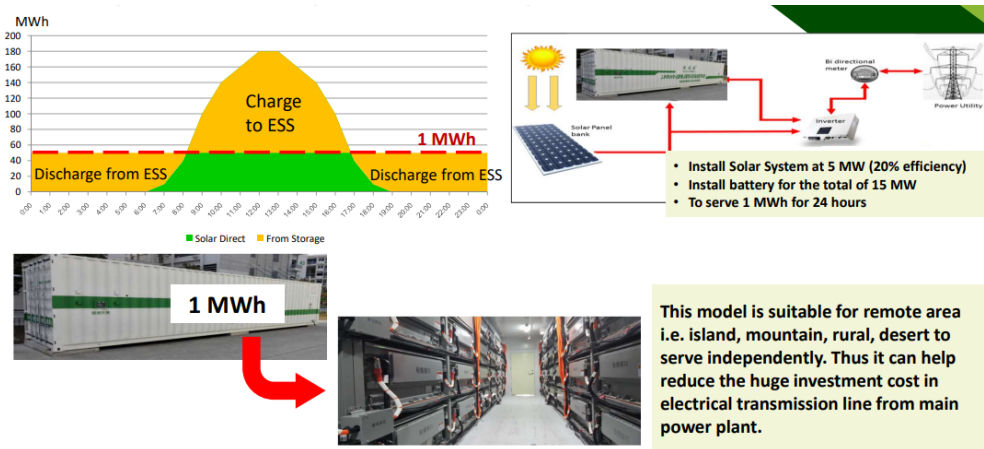 MWh
200
180
160
140
120
100
80
60
40
20
0
Charge
to ESS
1 MWh
Discharge from ESS
Discharge from ESS
0:00
1:00
2:00
3:00
4:00
5:00
6:00
7:00
8:00
9:00
10:00
11:00
12:00
13:00
14:00
15:00
16:00
17:00
18:00
19:00
20:00
21:00
22:00
23:00
0:00
Solar Direct
From Storage
Bi directional
meter
Power Utility
Inverter
Solar Panel
bank
• Install Solar System at 5 MW (20% efficiency)
• Install battery for the total of 15 MW
• To serve 1 MWh for 24 hours
1 MWh
This model is suitable for remote area
i.e. island, mountain, rural, desert to
serve independently. Thus it can help
reduce the huge investment cost in
electrical transmission line from main
power plant.